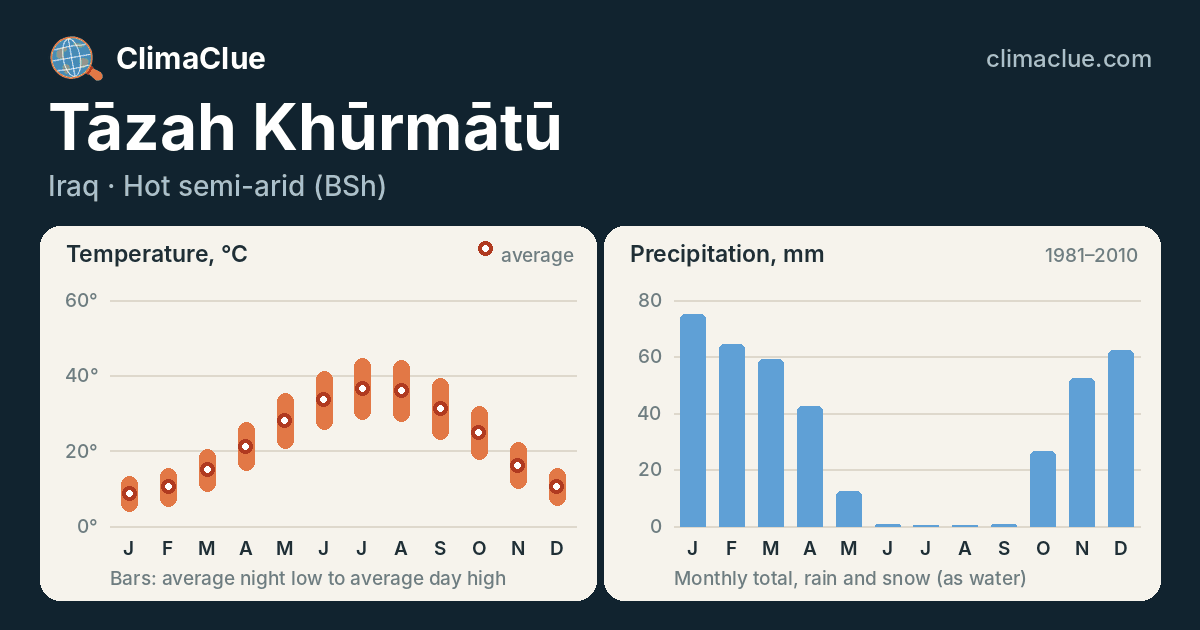 ClimaClue
climaclue.com
Tāzah Khūrmātū
Iraq · Hot semi-arid (BSh)
Temperature, °C
average
60°
40°
20°
0°
J F M A M J J A S O N D
Bars: average night low to average day high
Precipitation, mm
1981–2010
80
60
40
20
0
J F M A M J J A S O N D
Monthly total, rain and snow (as water)